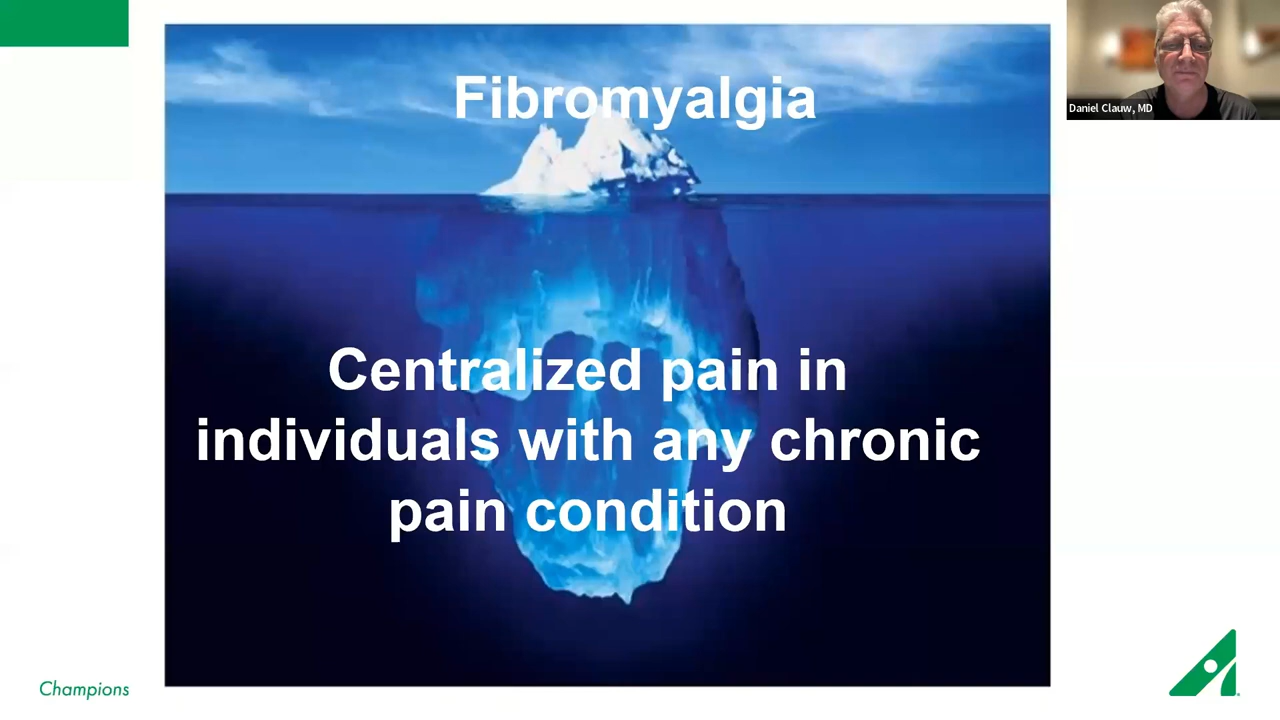 Fibromyalgia
Daniel Clauw, MD
Centralized pain in
individuals with any chronic
pain condition
Champions